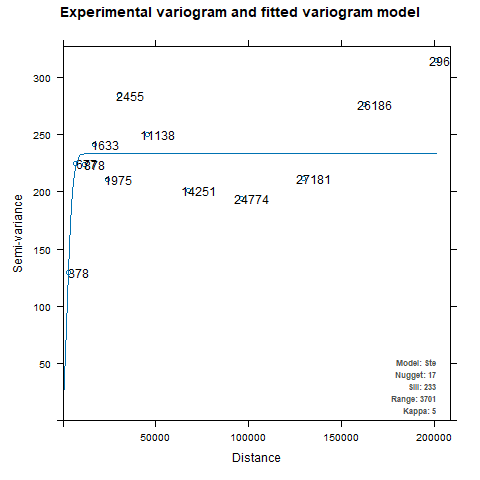 Experimental variogram and fitted variogram model
Semi-variance
300
250
200
150
100
50
296
26186
2455
11138
1633
878
1975
27181
14251
24774
378
Model: Ste
Nugget: 17
Sill: 233
Range: 3701
Kappa: 5
50000
100000
150000
200000
Distance